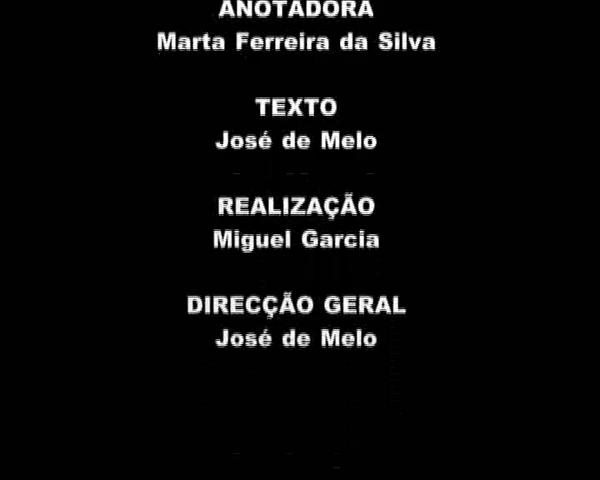 ANOTADORA
Marta Ferreira da Silva
TEXTO
José de Melo
REALIZAÇÃO
Miguel Garcia
DIRECÇÃO GERAL
José de Melo